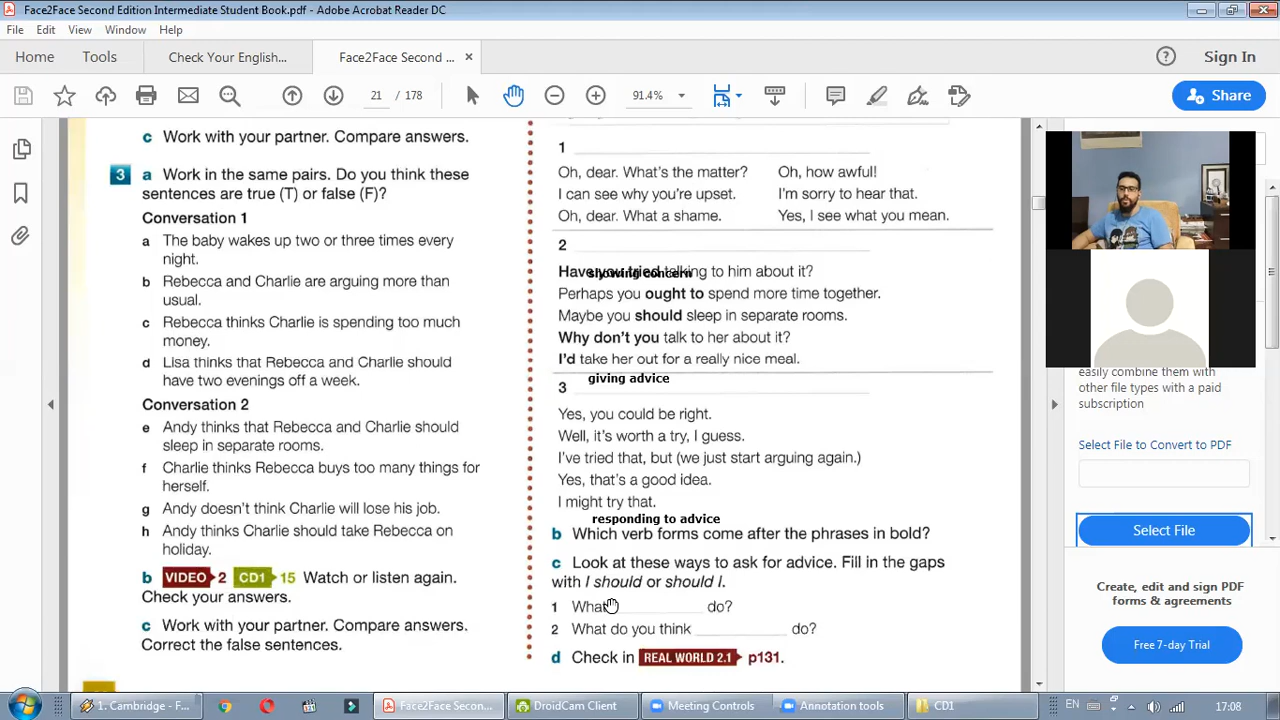 Face2Face Second Edition Intermediate Student Book.pdf - Adobe Acrobat Reader DC
File Edit View Window Help
Home Tools Check Your English... Face2Face Second ... × ? Sign In
21 / 178 91.4% Share
c Work with your partner. Compare answers.
3 a Work in the same pairs. Do you think these
sentences are true (T) or false (F)?
Conversation 1
a The baby wakes up two or three times every
night.
b Rebecca and Charlie are arguing more than
usual.
c Rebecca thinks Charlie is spending too much
money.
d Lisa thinks that Rebecca and Charlie should
have two evenings off a week.
Conversation 2
e Andy thinks that Rebecca and Charlie should
sleep in separate rooms.
f Charlie thinks Rebecca buys too many things for
herself.
g Andy doesn't think Charlie will lose his job.
h Andy thinks Charlie should take Rebecca on
holiday.
b VIDEO 2 CD1 15 Watch or listen again.
Check your answers.
c Work with your partner. Compare answers.
Correct the false sentences.
1
Oh, dear. What's the matter? Oh, how awful!
I can see why you're upset. I'm sorry to hear that.
Oh, dear. What a shame. Yes, I see what you mean.
2
showing concern
Have you tried talking to him about it?
Perhaps you ought to spend more time together.
Maybe you should sleep in separate rooms.
Why don't you talk to her about it?
I'd take her out for a really nice meal.
giving advice
3
Yes, you could be right.
Well, it's worth a try, I guess.
I've tried that, but (we just start arguing again.)
Yes, that's a good idea.
I might try that.
responding to advice
b Which verb forms come after the phrases in bold?
c Look at these ways to ask for advice. Fill in the gaps
with I should or should I.
1 What do?
2 What do you think do?
d Check in REAL WORLD 2.1 p131.
easily combine them with
other file types with a paid
subscription
Select File to Convert to PDF
Select File
Create, edit and sign PDF
forms & agreements
Free 7-day Trial
1. Cambridge - F... Face2Face Secon... DroidCam Client Meeting Controls Annotation tools CD1 EN 17:08